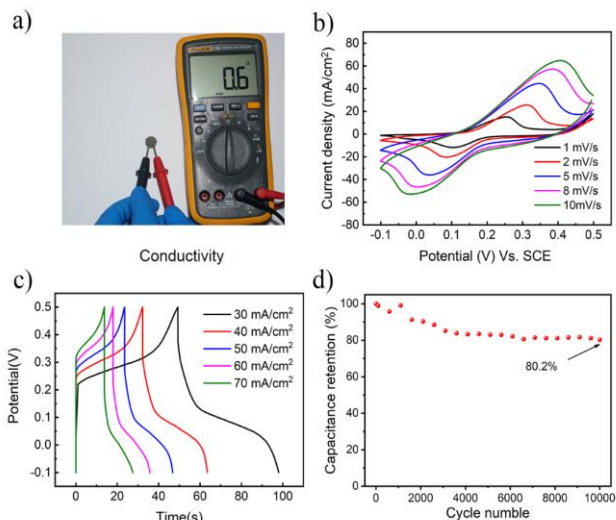 a)
FLUKE
0.6
Ω
Conductivity
b)
Current density (mA/cm²)
80
60
40
20
0
-20
-40
-60
-80
1 mV/s
2 mV/s
5 mV/s
8 mV/s
10mV/s
-0.1 0.0 0.1 0.2 0.3 0.4 0.5
Potential (V) Vs. SCE
c)
Potential(V)
0.5
0.4
0.3
0.2
0.1
0.0
-0.1
30 mA/cm²
40 mA/cm²
50 mA/cm²
60 mA/cm²
70 mA/cm²
0 20 40 60 80 100
Time(s)
d)
Capacitance retention (%)
120
100
80
60
40
20
0
80.2%
0 2000 4000 6000 8000 10000
Cycle numble